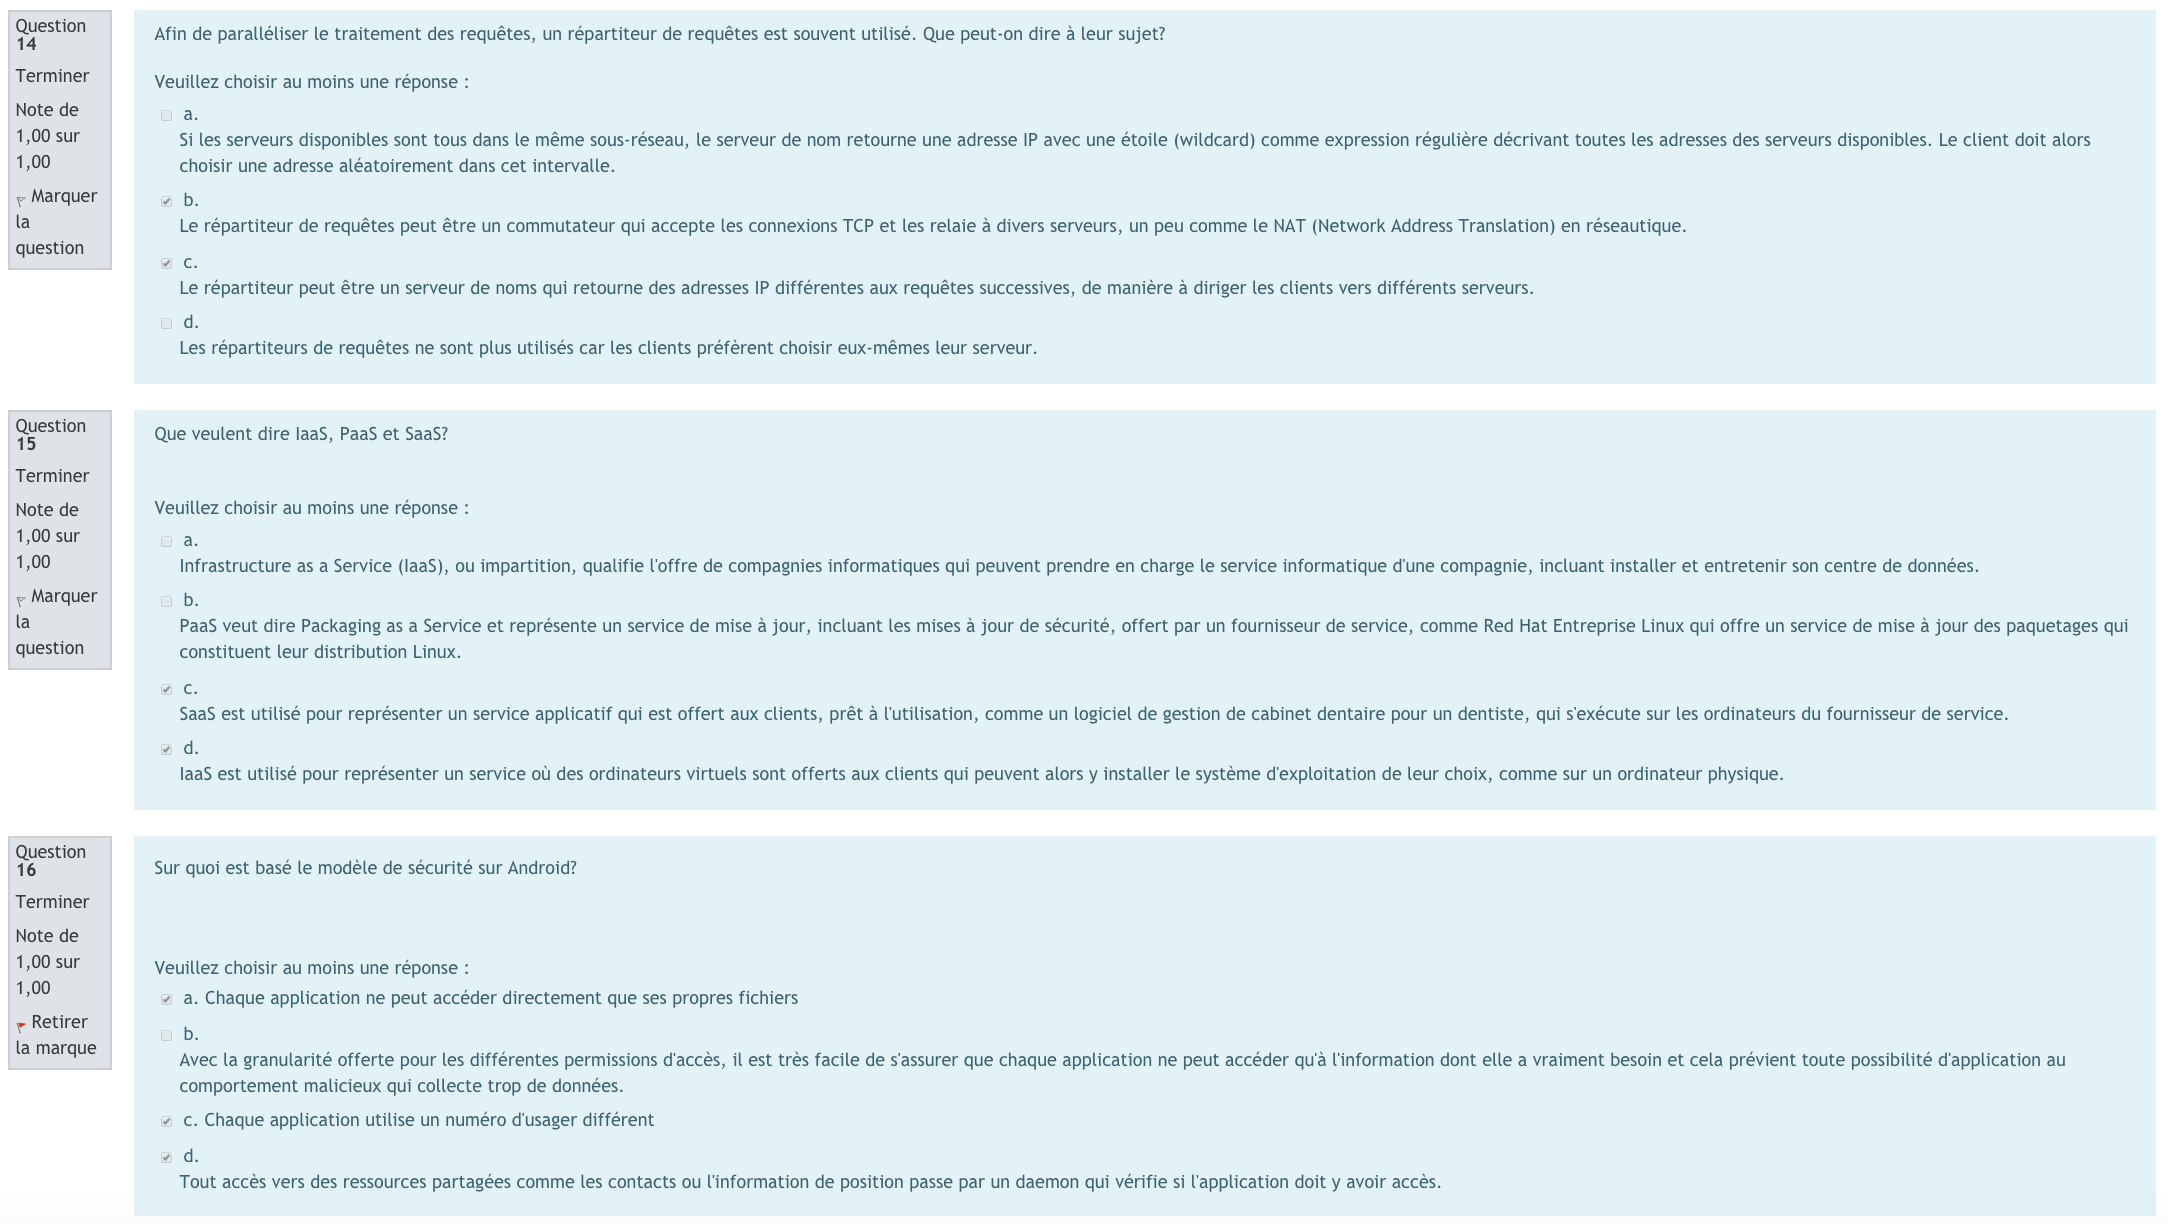 Question
14
Terminer
Note de
1,00 sur
1,00
Marquer
la
question
Afin de paralléliser le traitement des requêtes, un répartiteur de requêtes est souvent utilisé. Que peut-on dire à leur sujet?
Veuillez choisir au moins une réponse :
a.
Si les serveurs disponibles sont tous dans le même sous-réseau, le serveur de nom retourne une adresse IP avec une étoile (wildcard) comme expression régulière décrivant toutes les adresses des serveurs disponibles. Le client doit alors
choisir une adresse aléatoirement dans cet intervalle.
b.
Le répartiteur de requêtes peut être un commutateur qui accepte les connexions TCP et les relaie à divers serveurs, un peu comme le NAT (Network Address Translation) en réseautique.
c.
Le répartiteur peut être un serveur de noms qui retourne des adresses IP différentes aux requêtes successives, de manière à diriger les clients vers différents serveurs.
d.
Les répartiteurs de requêtes ne sont plus utilisés car les clients préfèrent choisir eux-mêmes leur serveur.
Question
15
Terminer
Note de
1,00 sur
1,00
Marquer
la
question
Que veulent dire IaaS, PaaS et SaaS?
Veuillez choisir au moins une réponse :
a.
Infrastructure as a Service (IaaS), ou impartition, qualifie l'offre de compagnies informatiques qui peuvent prendre en charge le service informatique d'une compagnie, incluant installer et entretenir son centre de données.
b.
PaaS veut dire Packaging as a Service et représente un service de mise à jour, incluant les mises à jour de sécurité, offert par un fournisseur de service, comme Red Hat Entreprise Linux qui offre un service de mise à jour des paquetages qui
constituent leur distribution Linux.
c.
SaaS est utilisé pour représenter un service applicatif qui est offert aux clients, prêt à l'utilisation, comme un logiciel de gestion de cabinet dentaire pour un dentiste, qui s'exécute sur les ordinateurs du fournisseur de service.
d.
IaaS est utilisé pour représenter un service où des ordinateurs virtuels sont offerts aux clients qui peuvent alors y installer le système d'exploitation de leur choix, comme sur un ordinateur physique.
Question
16
Terminer
Note de
1,00 sur
1,00
Retirer
la marque
Sur quoi est basé le modèle de sécurité sur Android?
Veuillez choisir au moins une réponse :
a. Chaque application ne peut accéder directement que ses propres fichiers
b.
Avec la granularité offerte pour les différentes permissions d'accès, il est très facile de s'assurer que chaque application ne peut accéder qu'à l'information dont elle a vraiment besoin et cela prévient toute possibilité d'application au
comportement malicieux qui collecte trop de données.
c. Chaque application utilise un numéro d'usager différent
d.
Tout accès vers des ressources partagées comme les contacts ou l'information de position passe par un daemon qui vérifie si l'application doit y avoir accès.